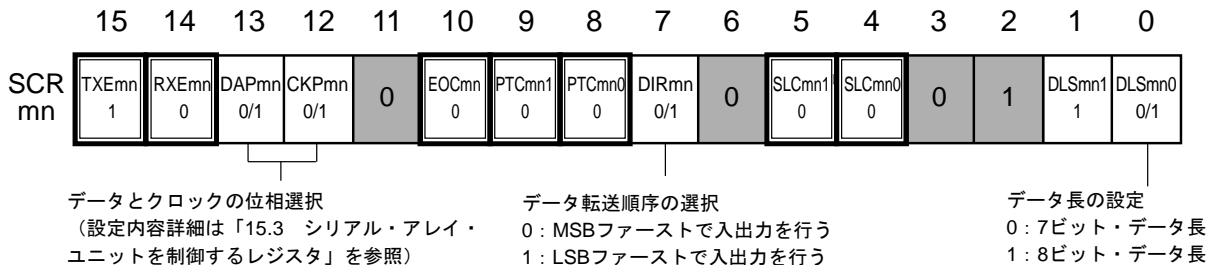 15 14 13 12 11 10 9 8 7 6 5 4 3 2 1 0
SCR
mn
TXEmn RXEmn DAPmn CKPmn 0 EOCmn PTCmn1 PTCmn0 DIRmn 0 SLCmn1 SLCmn0 0 1 DLSmn1 DLSmn0
1 0 0/1 0/1 0 0 0 0/1 0 0 1 0/1
データとクロックの位相選択
（設定内容詳細は「15.3　シリアル・アレイ・
ユニットを制御するレジスタ」を参照）
データ転送順序の選択
0：MSBファーストで入出力を行う
1：LSBファーストで入出力を行う
データ長の設定
0：7ビット・データ長
1：8ビット・データ長